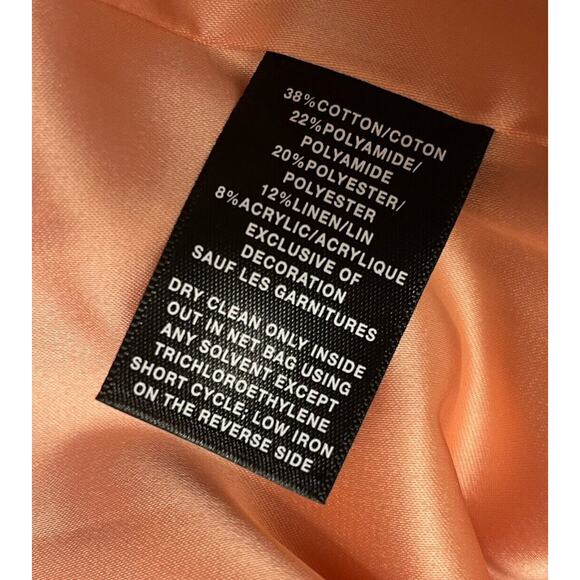 38%COTTON/COTON
22%POLYAMIDE/
POLYAMIDE
20%POLYESTER/
POLYESTER
12%LINEN/LIN
8%ACRYLIC/ACRYLIQUE
EXCLUSIVE OF
DECORATION
SAUF LES GARNITURES
DRY CLEAN ONLY INSIDE
OUT IN NET BAG USING
ANY SOLVENT EXCEPT
TRICHLOROETHYLENE
SHORT CYCLE; LOW IRON
ON THE REVERSE SIDE